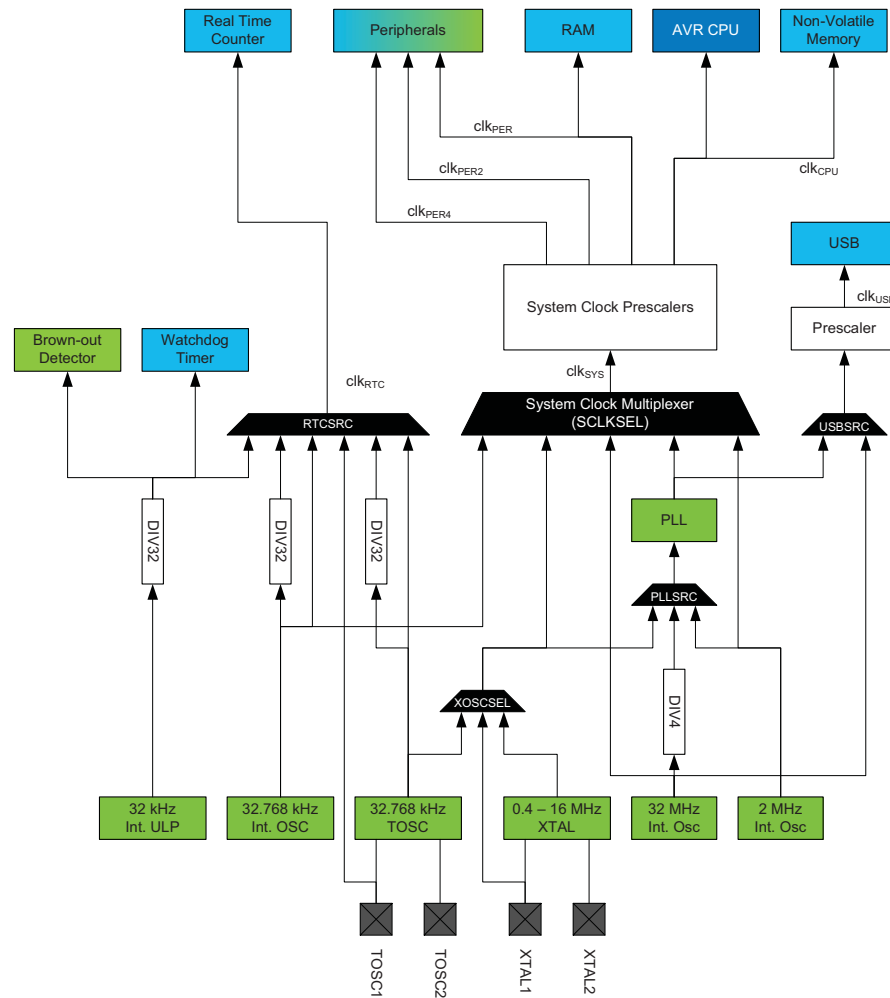 Real Time
Counter
Peripherals
RAM
AVR CPU
Non-Volatile
Memory
clkPER
clkPER2
clkCPU
clkPER4
USB
System Clock Prescalers
clkUSB
Prescaler
Brown-out
Detector
Watchdog
Timer
clkSYS
clkRTC
RTCSRC
System Clock Multiplexer
(SCLKSEL)
USBSRC
DIV32
DIV32
DIV32
PLL
PLLSRC
XOSCSEL
DIV4
32 kHz
Int. ULP
32.768 kHz
Int. OSC
32.768 kHz
TOSC
0.4 – 16 MHz
XTAL
32 MHz
Int. Osc
2 MHz
Int. Osc
TOSC1
TOSC2
XTAL1
XTAL2